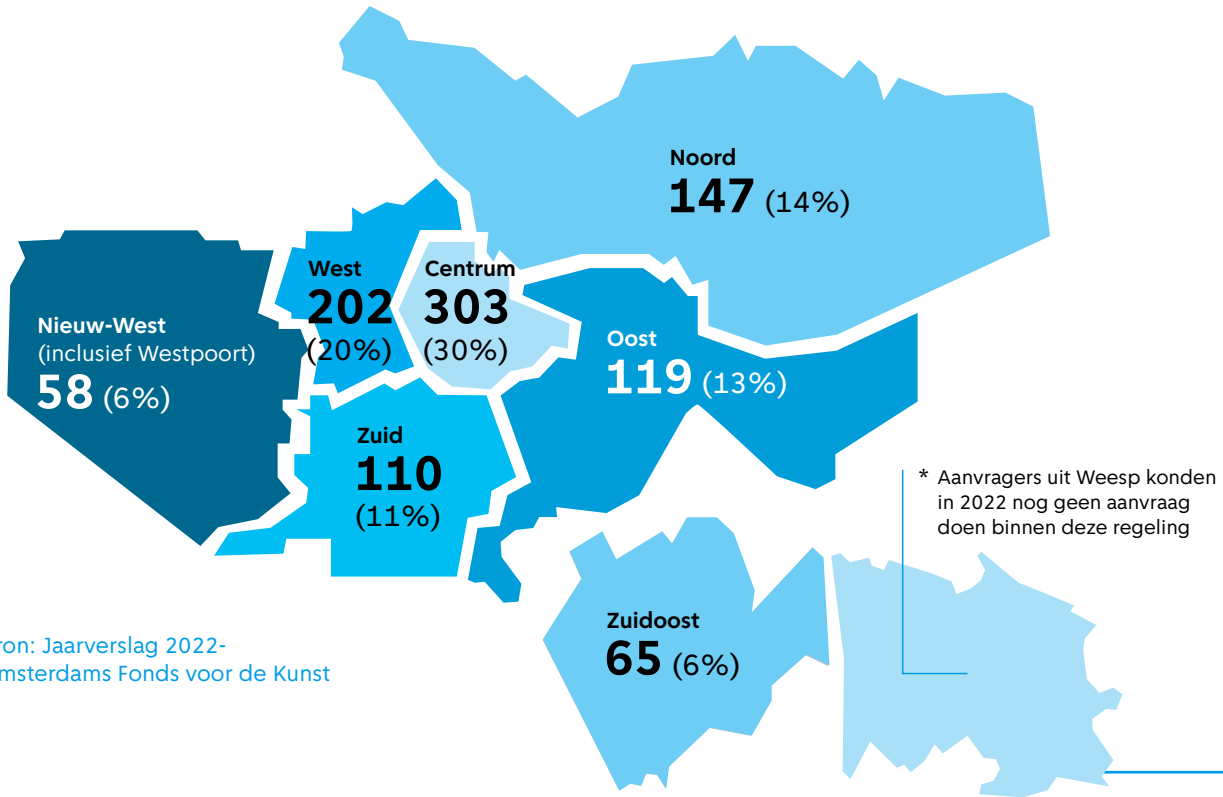 Noord
147 (14%)
West
202
(20%)
Centrum
303
(30%)
Nieuw-West
(inclusief Westpoort)
58 (6%)
Oost
119 (13%)
Zuid
110
(11%)
* Aanvragers uit Weesp konden
in 2022 nog geen aanvraag
doen binnen deze regeling
Zuidoost
65 (6%)
ron: Jaarverslag 2022-
msterdams Fonds voor de Kunst